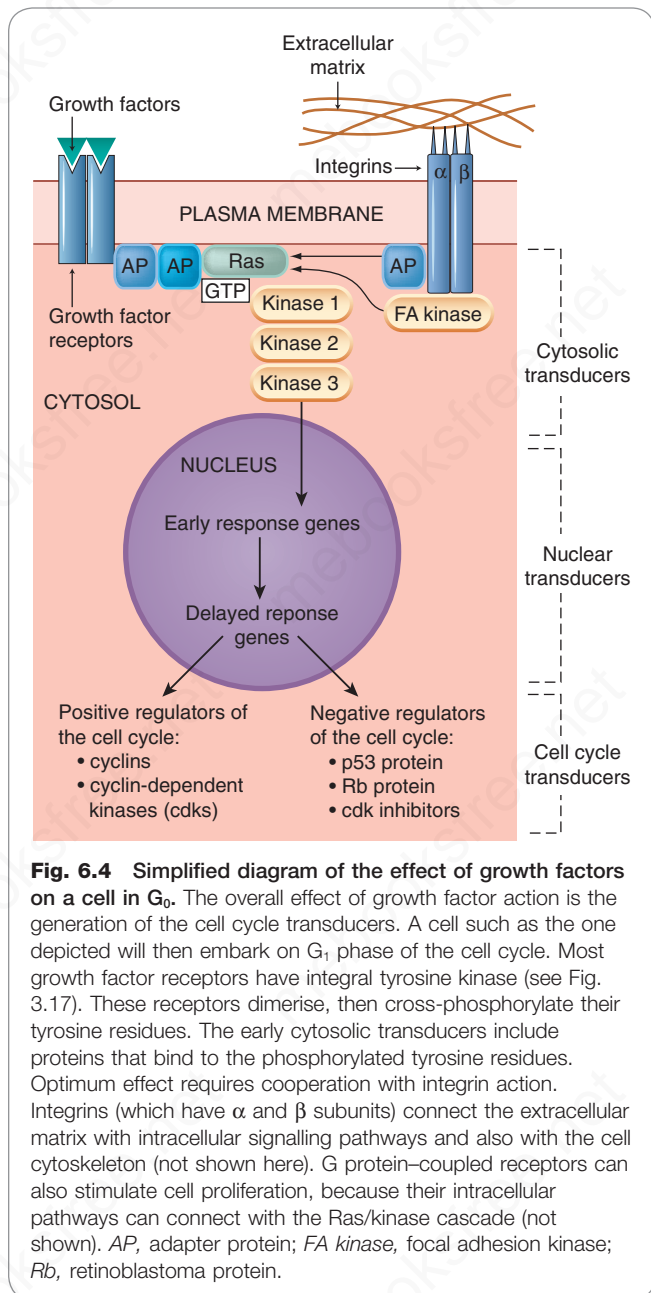 Extracellular
matrix
Growth factors
Integrins
α β
PLASMA MEMBRANE
AP AP Ras AP
GTP
Growth factor
receptors
Kinase 1 FA kinase
Kinase 2
Kinase 3
Cytosolic
transducers
CYTOSOL
NUCLEUS
Early response genes
Nuclear
transducers
Delayed reponse
genes
Positive regulators of
the cell cycle:
• cyclins
• cyclin-dependent
kinases (cdks)
Negative regulators
of the cell cycle:
• p53 protein
• Rb protein
• cdk inhibitors
Cell cycle
transducers
Fig. 6.4 Simplified diagram of the effect of growth factors
on a cell in G₀. The overall effect of growth factor action is the
generation of the cell cycle transducers. A cell such as the one
depicted will then embark on G₁ phase of the cell cycle. Most
growth factor receptors have integral tyrosine kinase (see Fig.
3.17). These receptors dimerise, then cross-phosphorylate their
tyrosine residues. The early cytosolic transducers include
proteins that bind to the phosphorylated tyrosine residues.
Optimum effect requires cooperation with integrin action.
Integrins (which have α and β subunits) connect the extracellular
matrix with intracellular signalling pathways and also with the cell
cytoskeleton (not shown here). G protein–coupled receptors can
also stimulate cell proliferation, because their intracellular
pathways can connect with the Ras/kinase cascade (not
shown). AP, adapter protein; FA kinase, focal adhesion kinase;
Rb, retinoblastoma protein.